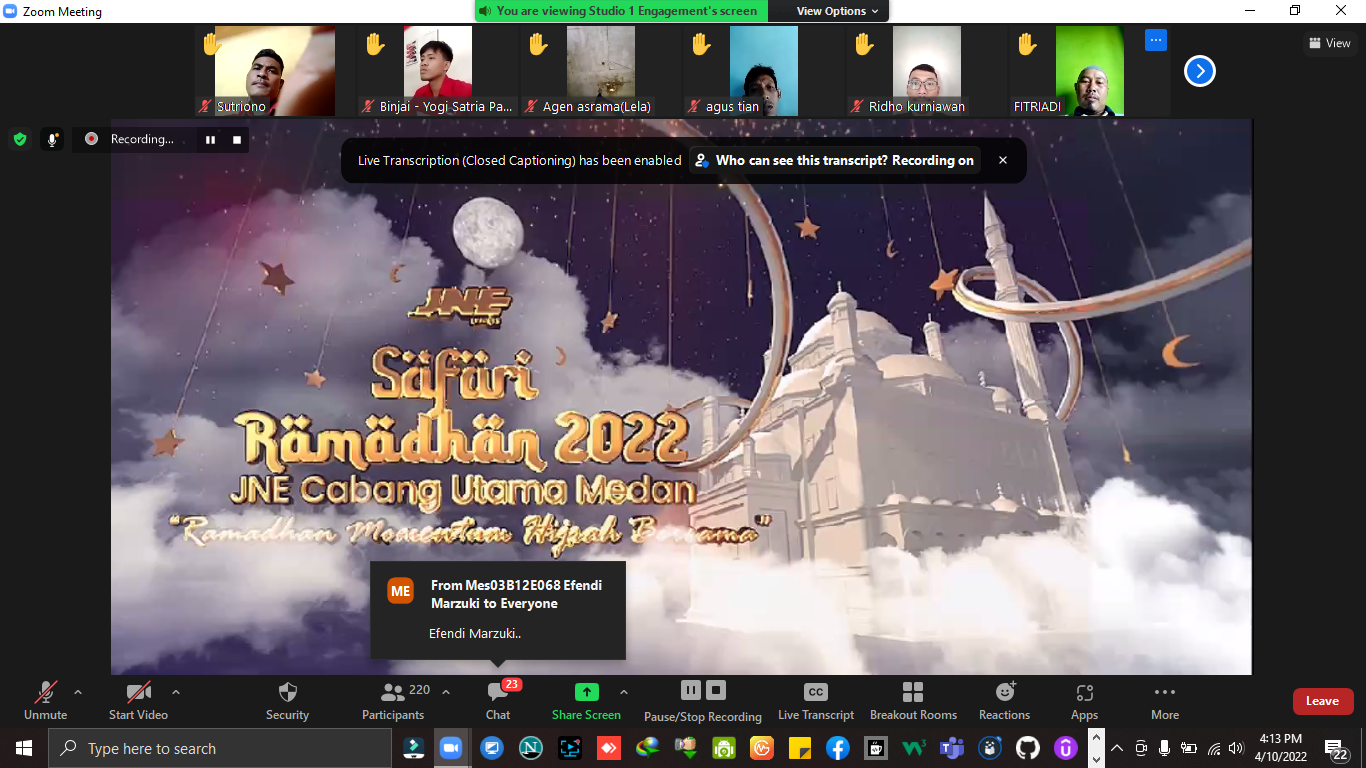 Zoom Meeting
You are viewing Studio 1 Engagement's screen
View Options
Sutriono
Binjai - Yogi Satria Pa...
Agen asrama(Lela)
agus tian
Ridho kurniawan
FITRIADI
View
Recording...
Live Transcription (Closed Captioning) has been enabled
Who can see this transcript? Recording on
JNE
Säfäri
Rämädhän 2022
JNE Cabang Utama Medan
"Ramadhan Momentum Hijrah Bersama"
ME
From Mes03B12E068 Efendi
Marzuki to Everyone
Efendi Marzuki..
220
23
CC
Unmute
Start Video
Security
Participants
Chat
Share Screen
Pause/Stop Recording
Live Transcript
Breakout Rooms
Reactions
Apps
More
Leave
Type here to search
4:13 PM
4/10/2022
22